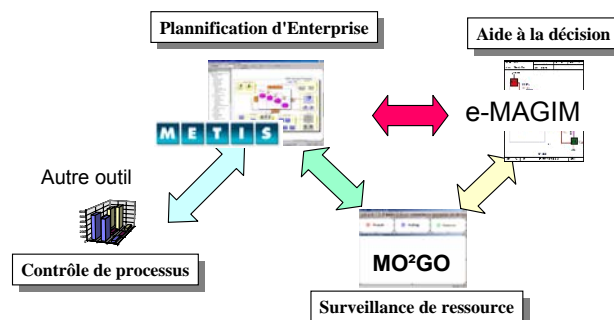 Plannification d'Enterprise
Aide à la décision
METIS
e-MAGIM
Autre outil
MO²GO
Contrôle de processus
Surveillance de ressource